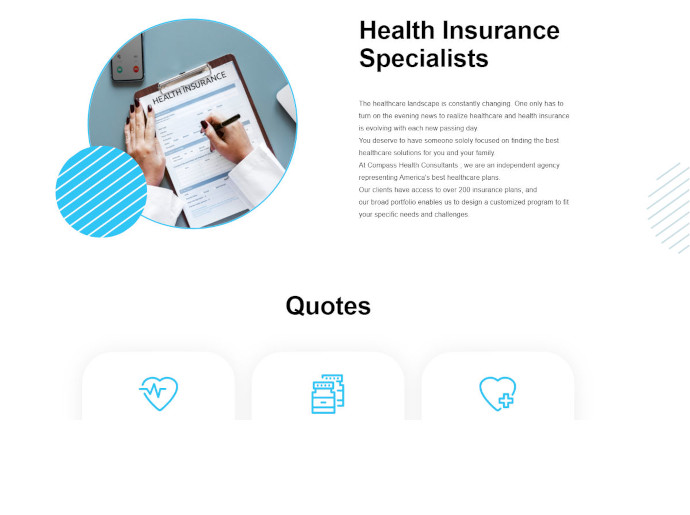 HEALTH INSURANCE
Health Insurance
Specialists
The healthcare landscape is constantly changing. One only has to
turn on the evening news to realize healthcare and health insurance
is evolving with each new passing day.
You deserve to have someone solely focused on finding the best
healthcare solutions for you and your family.
At Compass Health Consultants , we are an independent agency
representing America's best healthcare plans.
Our clients have access to over 200 insurance plans, and
our broad portfolio enables us to design a customized program to fit
your specific needs and challenges
Quotes